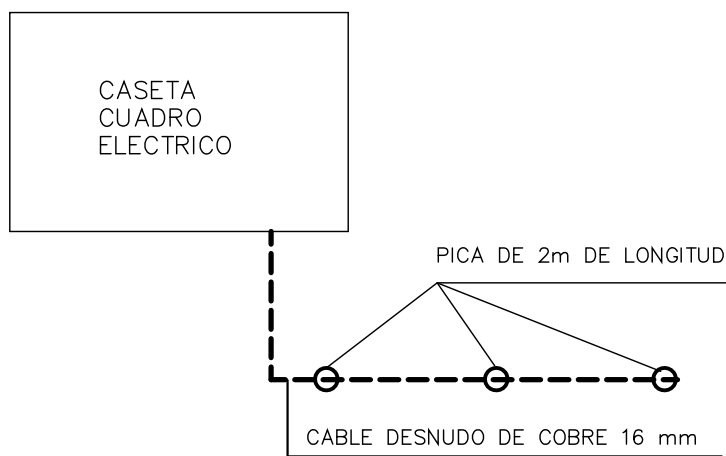 CASETA
CUADRO
ELECTRICO
PICA DE 2m DE LONGITUD
CABLE DESNUDO DE COBRE 16 mm